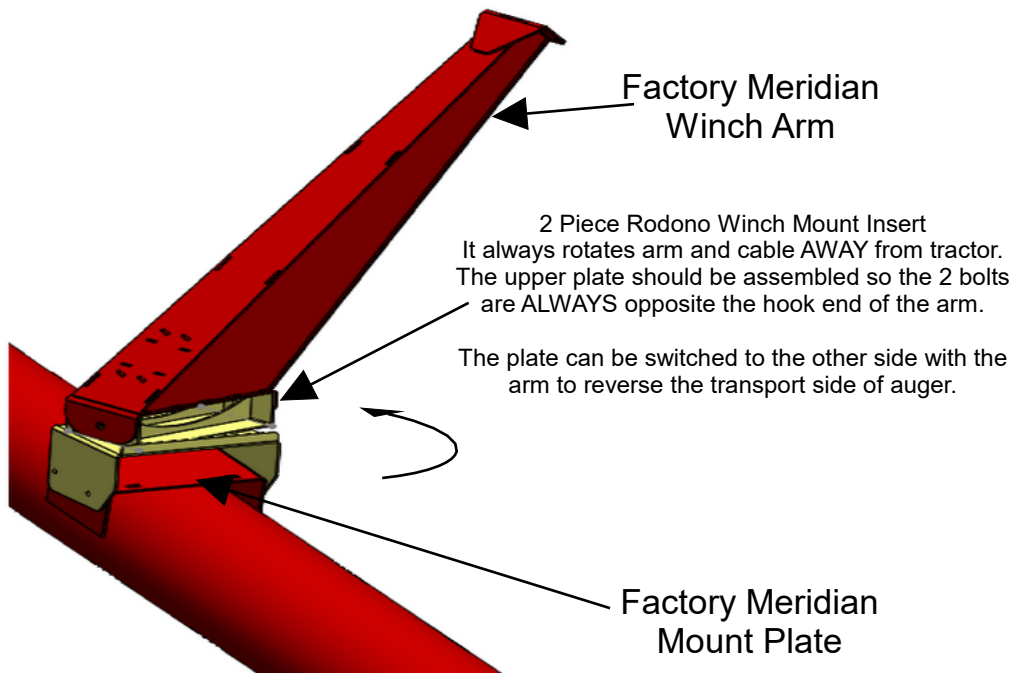 Factory Meridian
Winch Arm
2 Piece Rodono Winch Mount Insert
It always rotates arm and cable AWAY from tractor.
The upper plate should be assembled so the 2 bolts
are ALWAYS opposite the hook end of the arm.
The plate can be switched to the other side with the
arm to reverse the transport side of auger.
Factory Meridian
Mount Plate